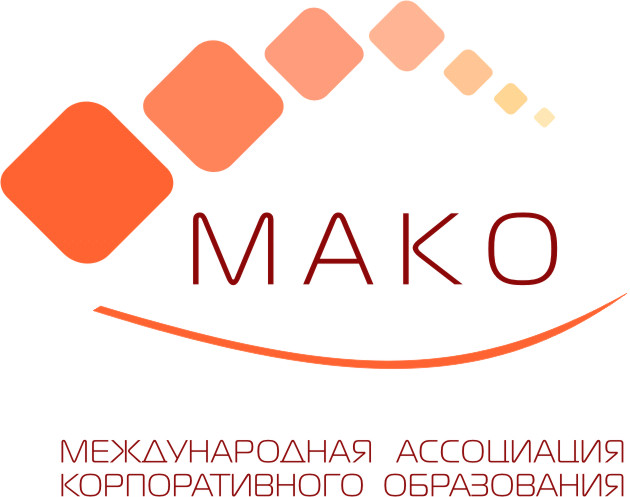 МАКО
МЕЖДУНАРОДНАЯ АССОЦИАЦИЯ
КОРПОРАТИВНОГО ОБРАЗОВАНИЯ